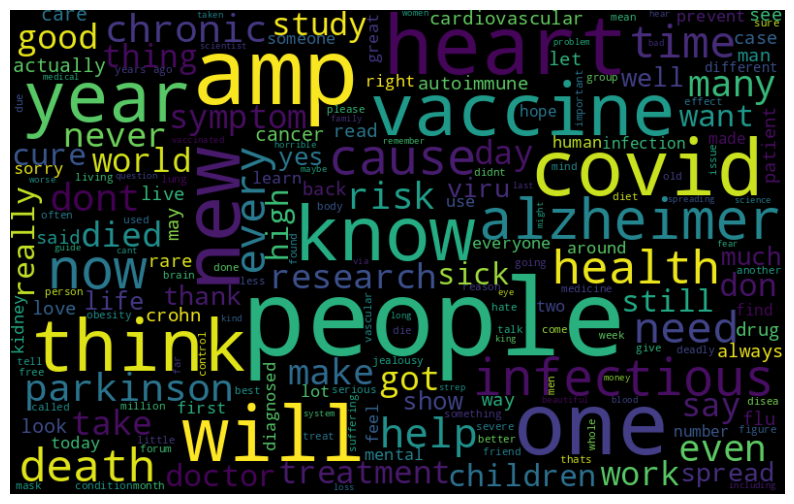 care
chronic
study
someone
cardiovascular
prevent
see
taken
women
hear
mean
good
thing
great
let
time
case
scientist
problem
bad
sure
actually
years ago
amp
heart
man
different
well
due
medical
year
right
autoimmune
group
many
please
family
hope
important
effect
symptom
vaccine
want
never
cancer
read
remember
human
infection
made
patient
cure
world
vaccinated
horrible
yes
cause
day
didnt
covid
issue
sorry
worse
living
question
lung
maybe
learn
back
viru
mind
old
dont
live
new
every
high
body
risk
use
last
diet
spreading
science
really
often
used
may
know
alzheimer
might
said
died
guide
cant
done
found
everyone
around
fear
much
now
rare
less
via
research
sick
going
health
another
person
brain
reason
eye
medicine
don
love
life
thank
people
two
still
find
kidney
obesity
crohn
vascular
long
die
hate
talk
king
come
week
need
drug
think
kind
control
give
deadly
always
tell
free
far
jealousy
make
got
infectious
parkinson
best
lot
serious
strep
show
way
men
money
beautiful
blood
disea
called
million
first
diagnosed
system
something
say
flu
look
take
will
treat
suffering
feel
help
severe
better
one
whole
number
figure
today
little
forum
mental
friend
thats
even
death
doctor
treatment
children
work
spread
mask
conditionmonth
loss
including